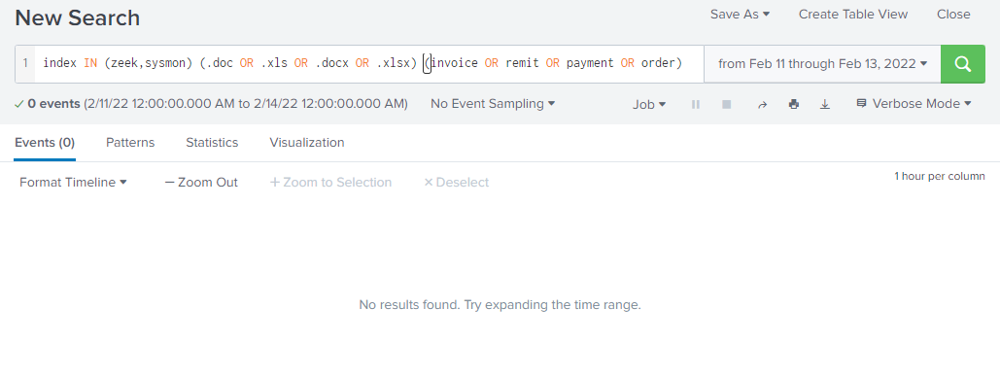 New Search
Save As ▾ Create Table View Close
1 index IN (zeek,sysmon) (.doc OR .xls OR .docx OR .xlsx) (invoice OR remit OR payment OR order)
from Feb 11 through Feb 13, 2022 ▾
✓ 0 events (2/11/22 12:00:00.000 AM to 2/14/22 12:00:00.000 AM) No Event Sampling ▾ Job ▾ Verbose Mode ▾
Events (0) Patterns Statistics Visualization
Format Timeline ▾ — Zoom Out + Zoom to Selection × Deselect
1 hour per column
No results found. Try expanding the time range.